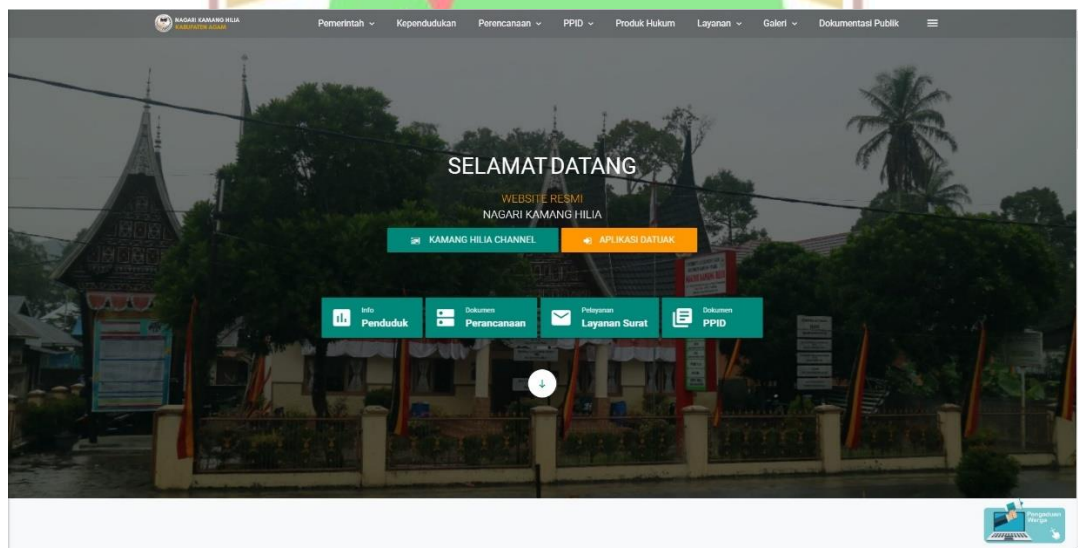 NAGARI KAMANG HILIA
KABUPATEN AGAM
Pemerintah
Kependudukan
Perencanaan
PPID
Produk Hukum
Layanan
Galeri
Dokumentasi Publik
SELAMAT DATANG
WEBSITE RESMI
NAGARI KAMANG HILIA
KAMANG HILIA CHANNEL
APLIKASI DATUAK
Info
Penduduk
Dokumen
Perancanaan
Pelayanan
Layanan Surat
Dokumen
PPID
Pengaduan
Warga